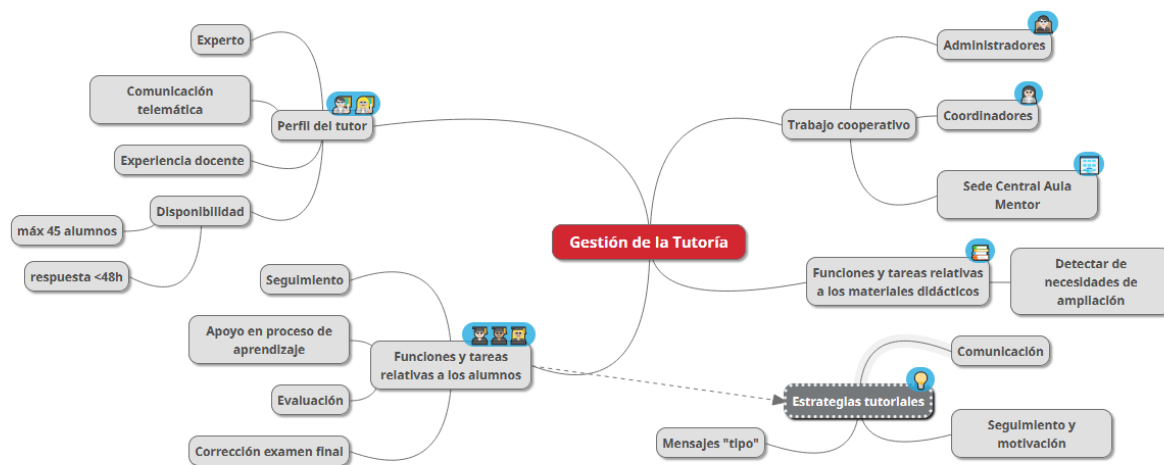 Gestión de la Tutoría
Perfil del tutor
Experto
Comunicación
telemática
Experiencia docente
Disponibilidad
máx 45 alumnos
respuesta <48h
Funciones y tareas
relativas a los alumnos
Seguimiento
Apoyo en proceso de
aprendizaje
Evaluación
Corrección examen final
Trabajo cooperativo
Administradores
Coordinadores
Sede Central Aula
Mentor
Funciones y tareas relativas
a los materiales didácticos
Detectar de
necesidades de
ampliación
Estrategias tutoriales
Comunicación
Seguimiento y
motivación
Mensajes "tipo"